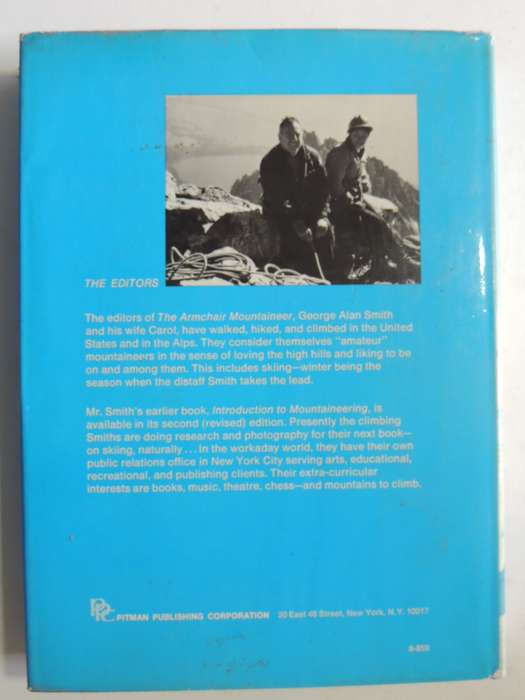 THE EDITORS
The editors of The Armchair Mountaineer, George Alan Smith
and his wife Carol, have walked, hiked, and climbed in the United
States and in the Alps. They consider themselves "amateur"
mountaineers in the sense of loving the high hills and liking to be
on and among them. This includes skiing—winter being the
season when the distaff Smith takes the lead.
Mr. Smith's earlier book, Introduction to Mountaineering, is
available in its second (revised) edition. Presently the climbing
Smiths are doing research and photography for their next book—
on skiing, naturally . . . In the workaday world, they have their own
public relations office in New York City serving arts, educational,
recreational, and publishing clients. Their extra-curricular
interests are books, music, theatre, chess—and mountains to climb.
PPC PITMAN PUBLISHING CORPORATION 20 East 46 Street, New York, N.Y. 10017